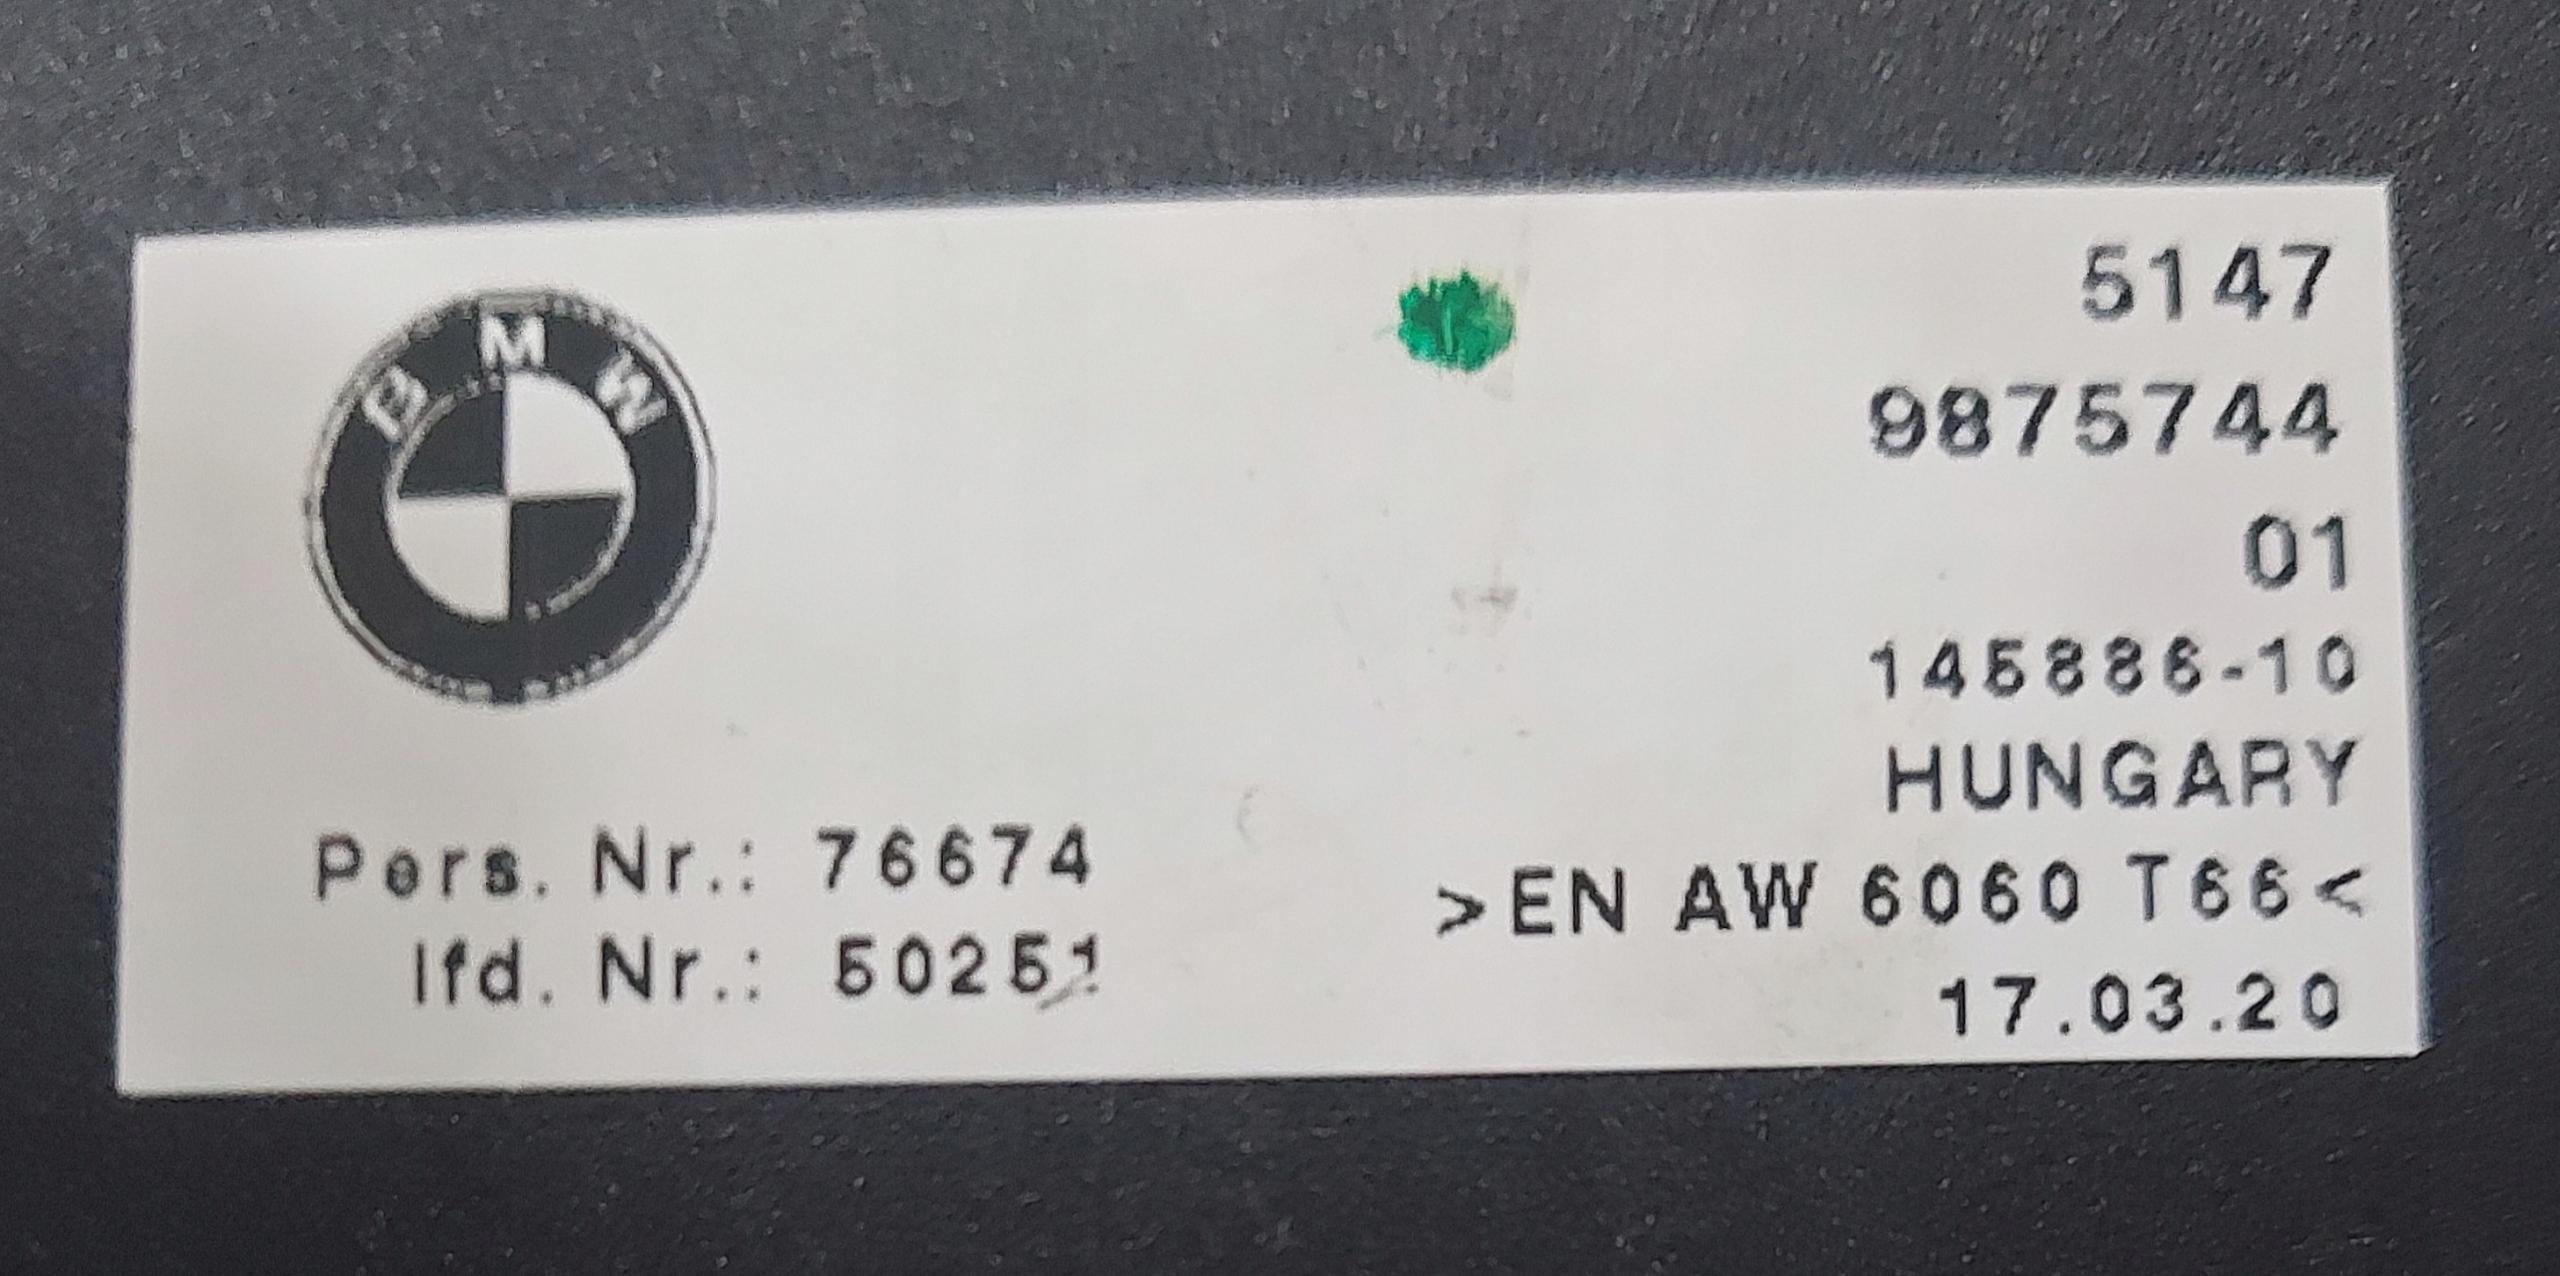 BMW
5147
9875744
01
145886-10
HUNGARY
>EN AW 6060 T66<
17.03.20
Pers. Nr.: 76674
lfd. Nr.: 50251